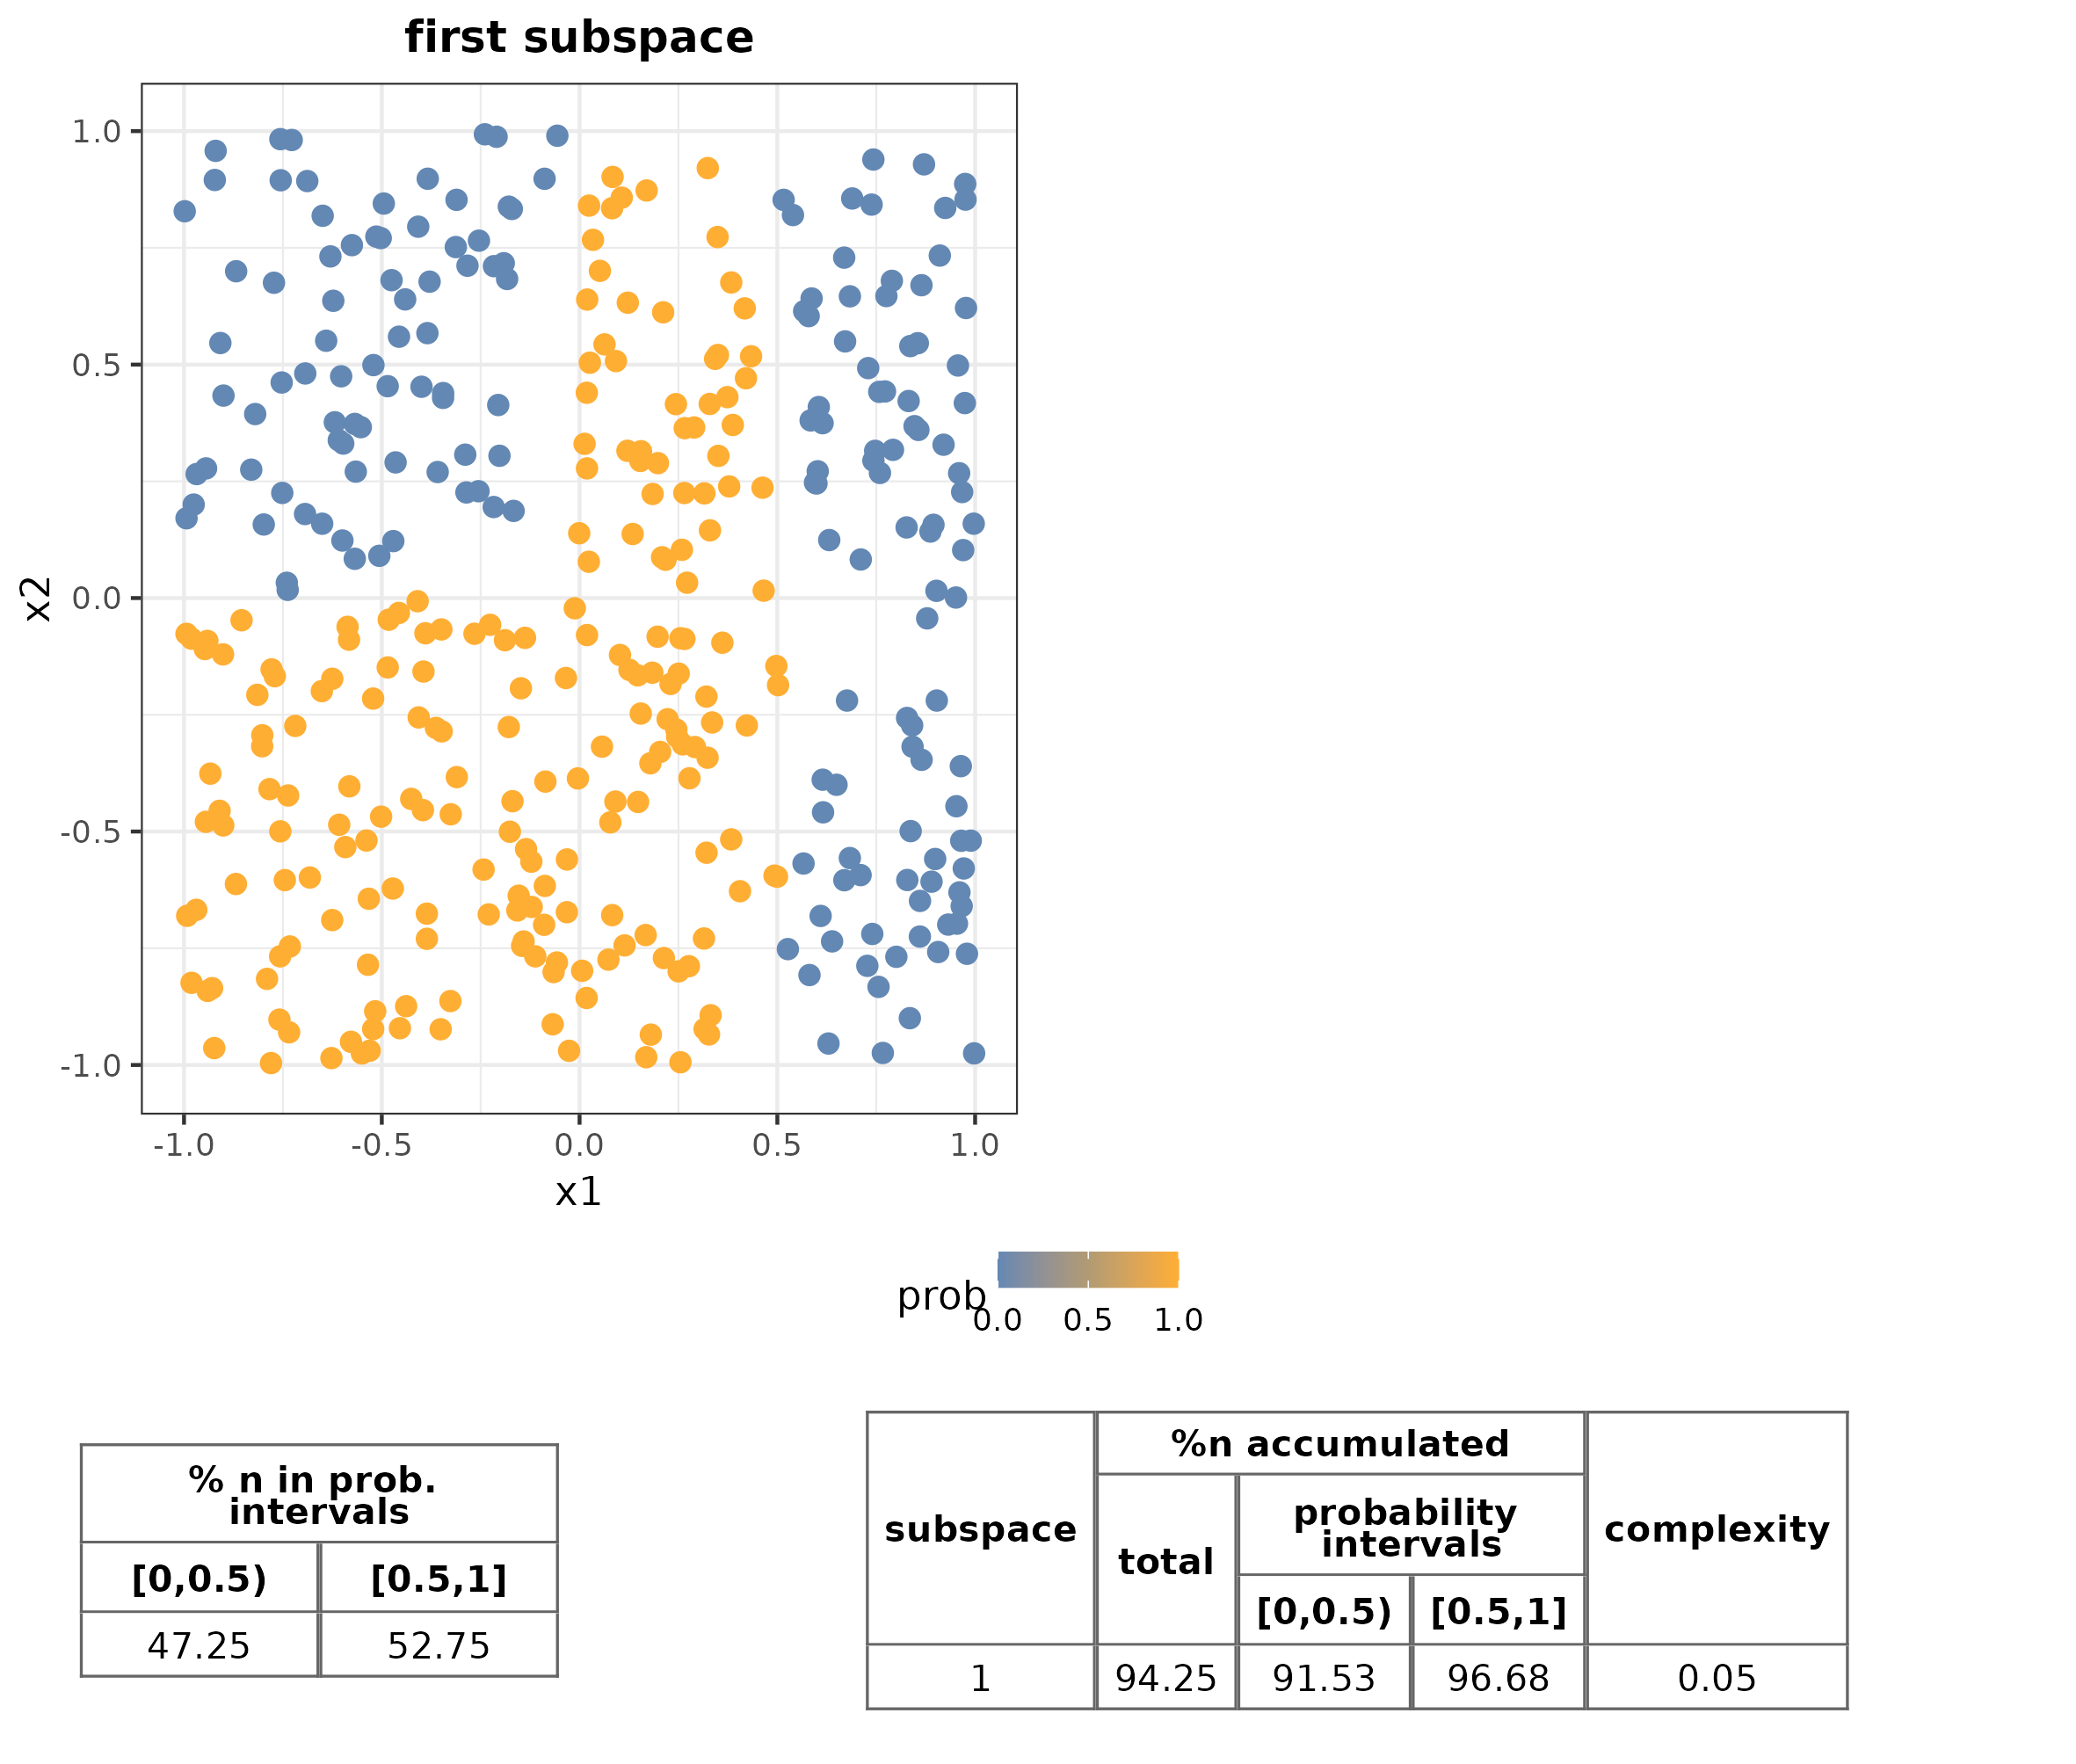 first subspace
1.0
0.5
0.0
-0.5
-1.0
x2
-1.0 -0.5 0.0 0.5 1.0
x1
prob
0.0 0.5 1.0
% n in prob.
intervals
[0,0.5) [0.5,1]
47.25 52.75
subspace
%n accumulated
total
probability
intervals
[0,0.5) [0.5,1]
complexity
1 94.25 91.53 96.68 0.05